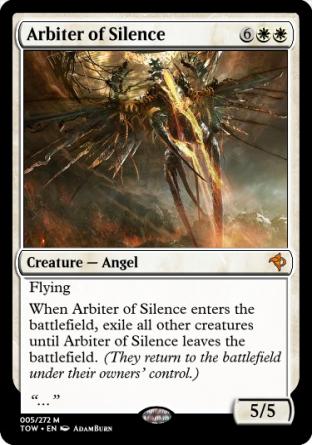 Arbiter of Silence 6
Creature — Angel
Flying
When Arbiter of Silence enters the
battlefield, exile all other creatures
until Arbiter of Silence leaves the
battlefield. (They return to the battlefield
under their owners' control.)
“…”
5/5
005/272 M
TOW • EN AdamBurn